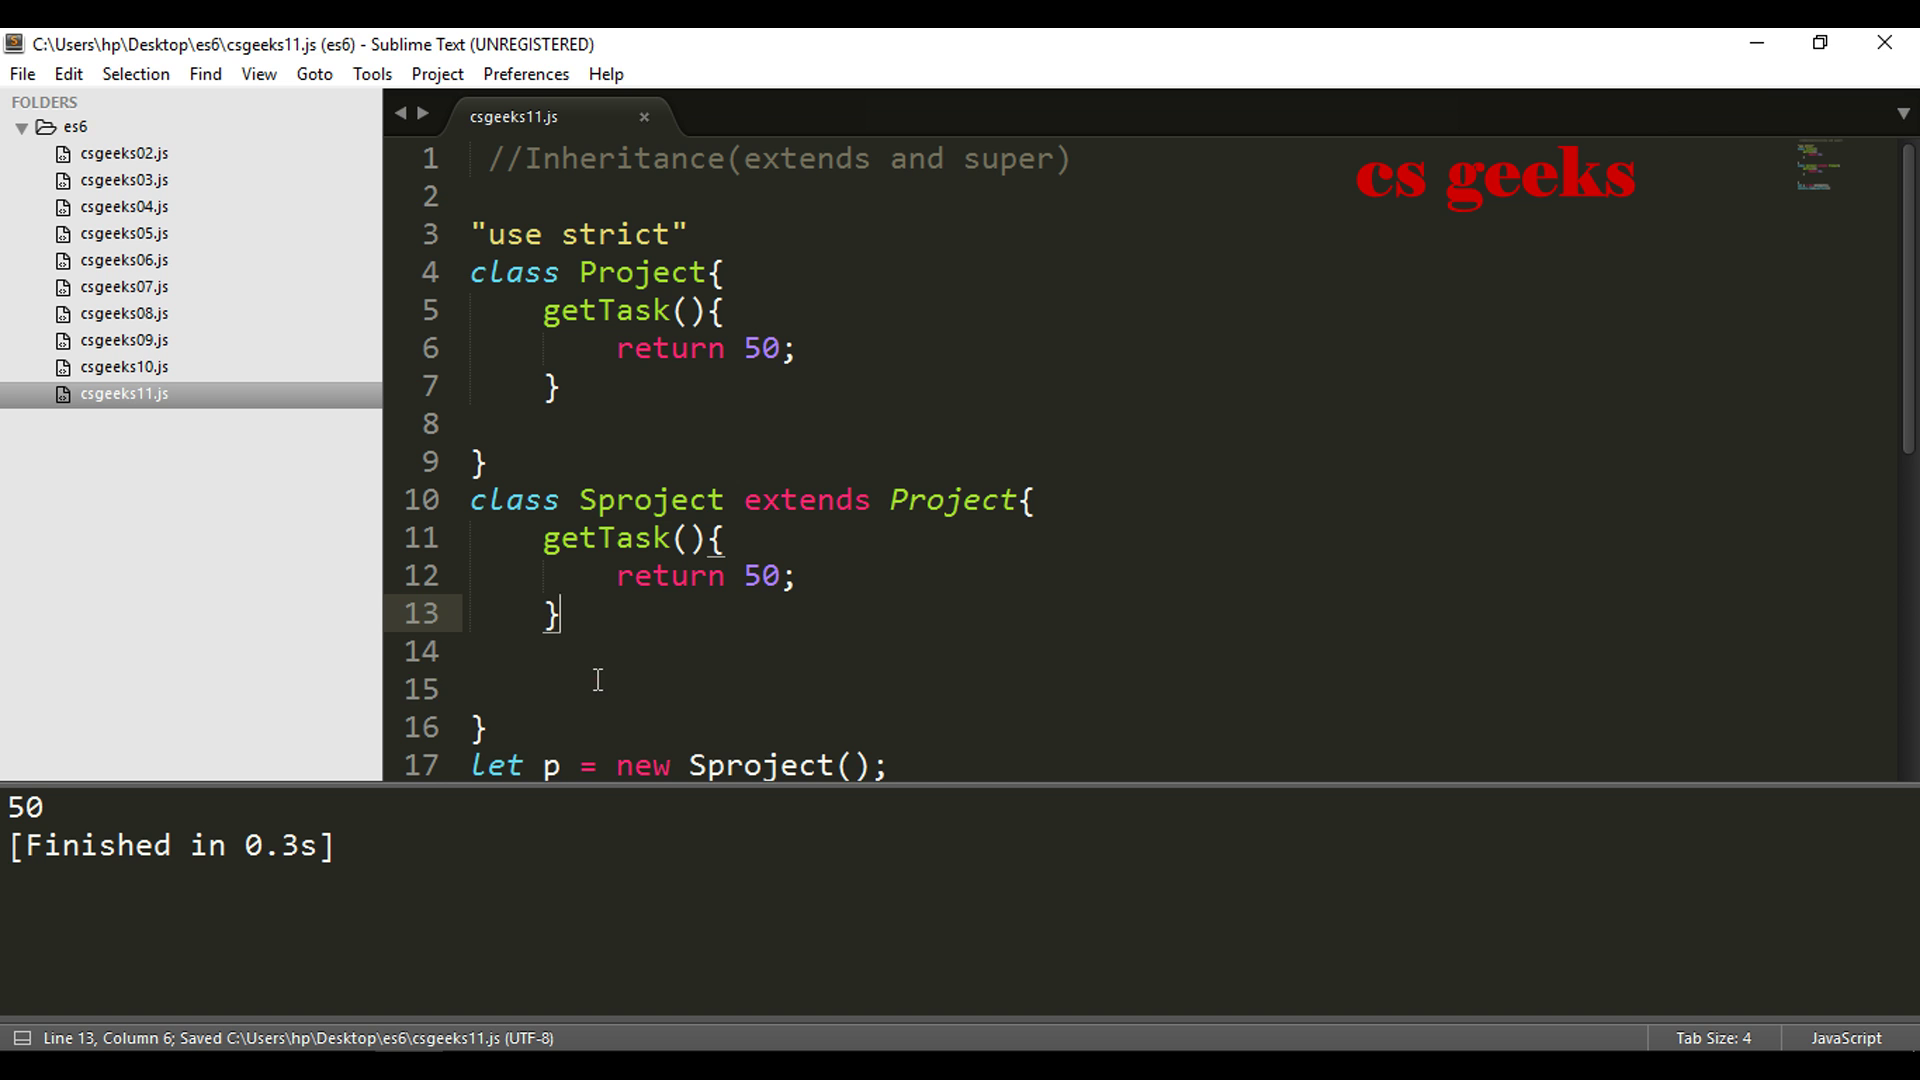 C:\Users\hp\Desktop\es6\csgeeks11.js (es6) - Sublime Text (UNREGISTERED)
File Edit Selection Find View Goto Tools Project Preferences Help
FOLDERS
es6
csgeeks02.js
csgeeks03.js
csgeeks04.js
csgeeks05.js
csgeeks06.js
csgeeks07.js
csgeeks08.js
csgeeks09.js
csgeeks10.js
csgeeks11.js
csgeeks11.js
cs geeks
1 //Inheritance(extends and super)
2
3 "use strict"
4 class Project{
5 getTask(){
6 return 50;
7 }
8
9 }
10 class Sproject extends Project{
11 getTask(){
12 return 50;
13 }
14
15
16 }
17 let p = new Sproject();
50
[Finished in 0.3s]
Line 13, Column 6; Saved C:\Users\hp\Desktop\es6\csgeeks11.js (UTF-8)
Tab Size: 4
JavaScript